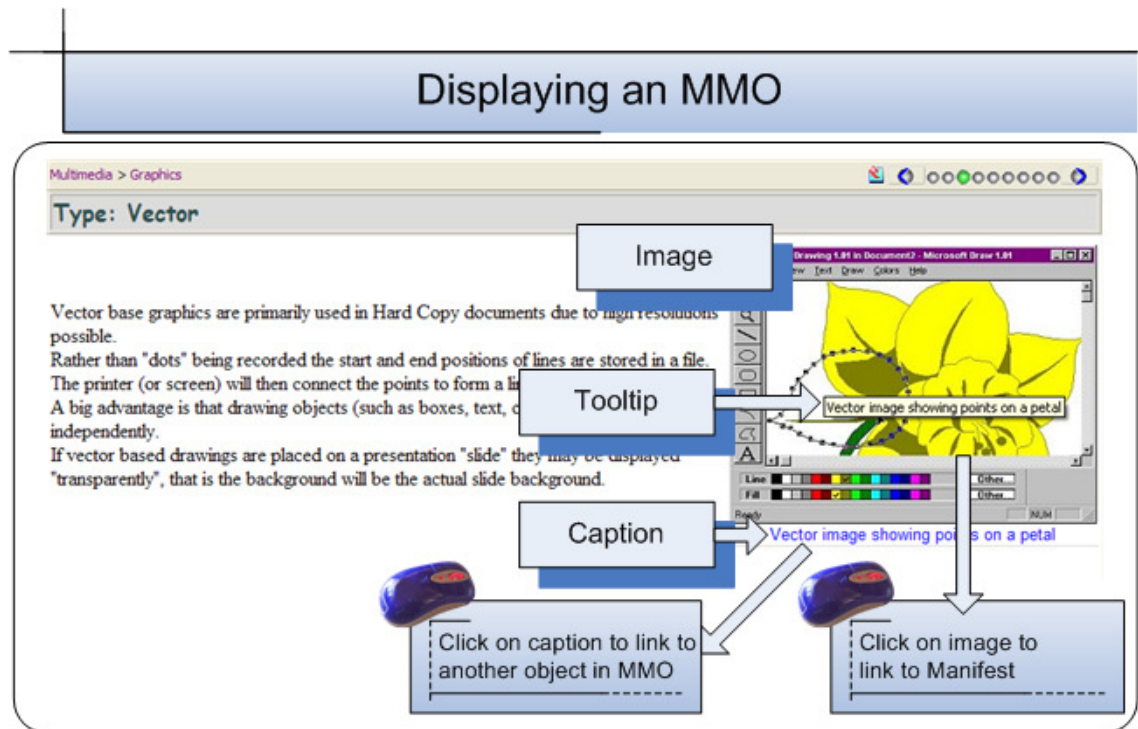 Displaying an MMO
Multimedia > Graphics
Type: Vector
Image
Drawing 1.01 in Document2 - Microsoft Draw 1.01
Text Draw Colors Help
Vector base graphics are primarily used in Hard Copy documents due to high resolutions
possible.
Rather than "dots" being recorded the start and end positions of lines are stored in a file.
The printer (or screen) will then connect the points to form a
A big advantage is that drawing objects (such as boxes, text,
independently.
If vector based drawings are placed on a presentation "slide" they may be displayed
"transparently", that is the background will be the actual slide background.
Tooltip
Vector image showing points on a petal
A
Line Other...
Fill Other...
Ready NUM
Caption
Vector image showing points on a petal
Click on caption to link to
another object in MMO
Click on image to
link to Manifest